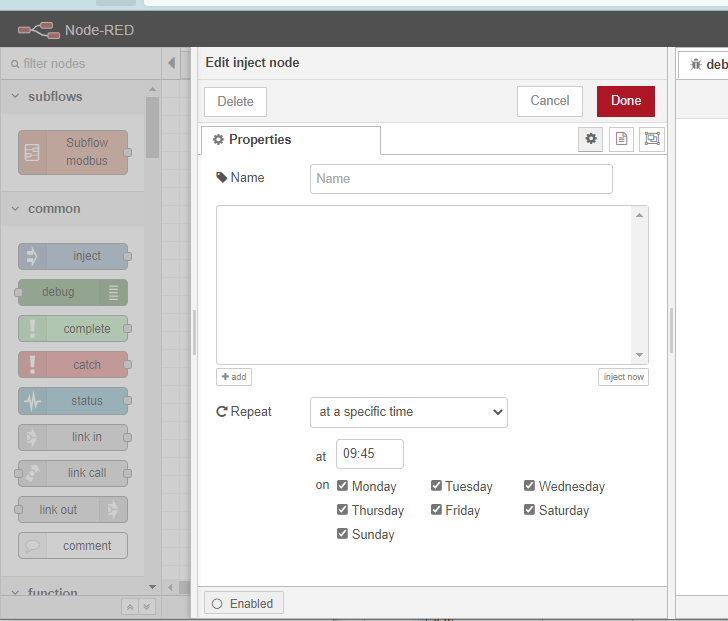 Node-RED
filter nodes
subflows
Subflow
modbus
common
inject
debug
complete
catch
status
link in
link call
link out
comment
function
Edit inject node
Delete
Cancel
Done
Properties
Name
Name
+ add
inject now
Repeat
at a specific time
at
09:45
on
Monday
Tuesday
Wednesday
Thursday
Friday
Saturday
Sunday
Enabled
deb